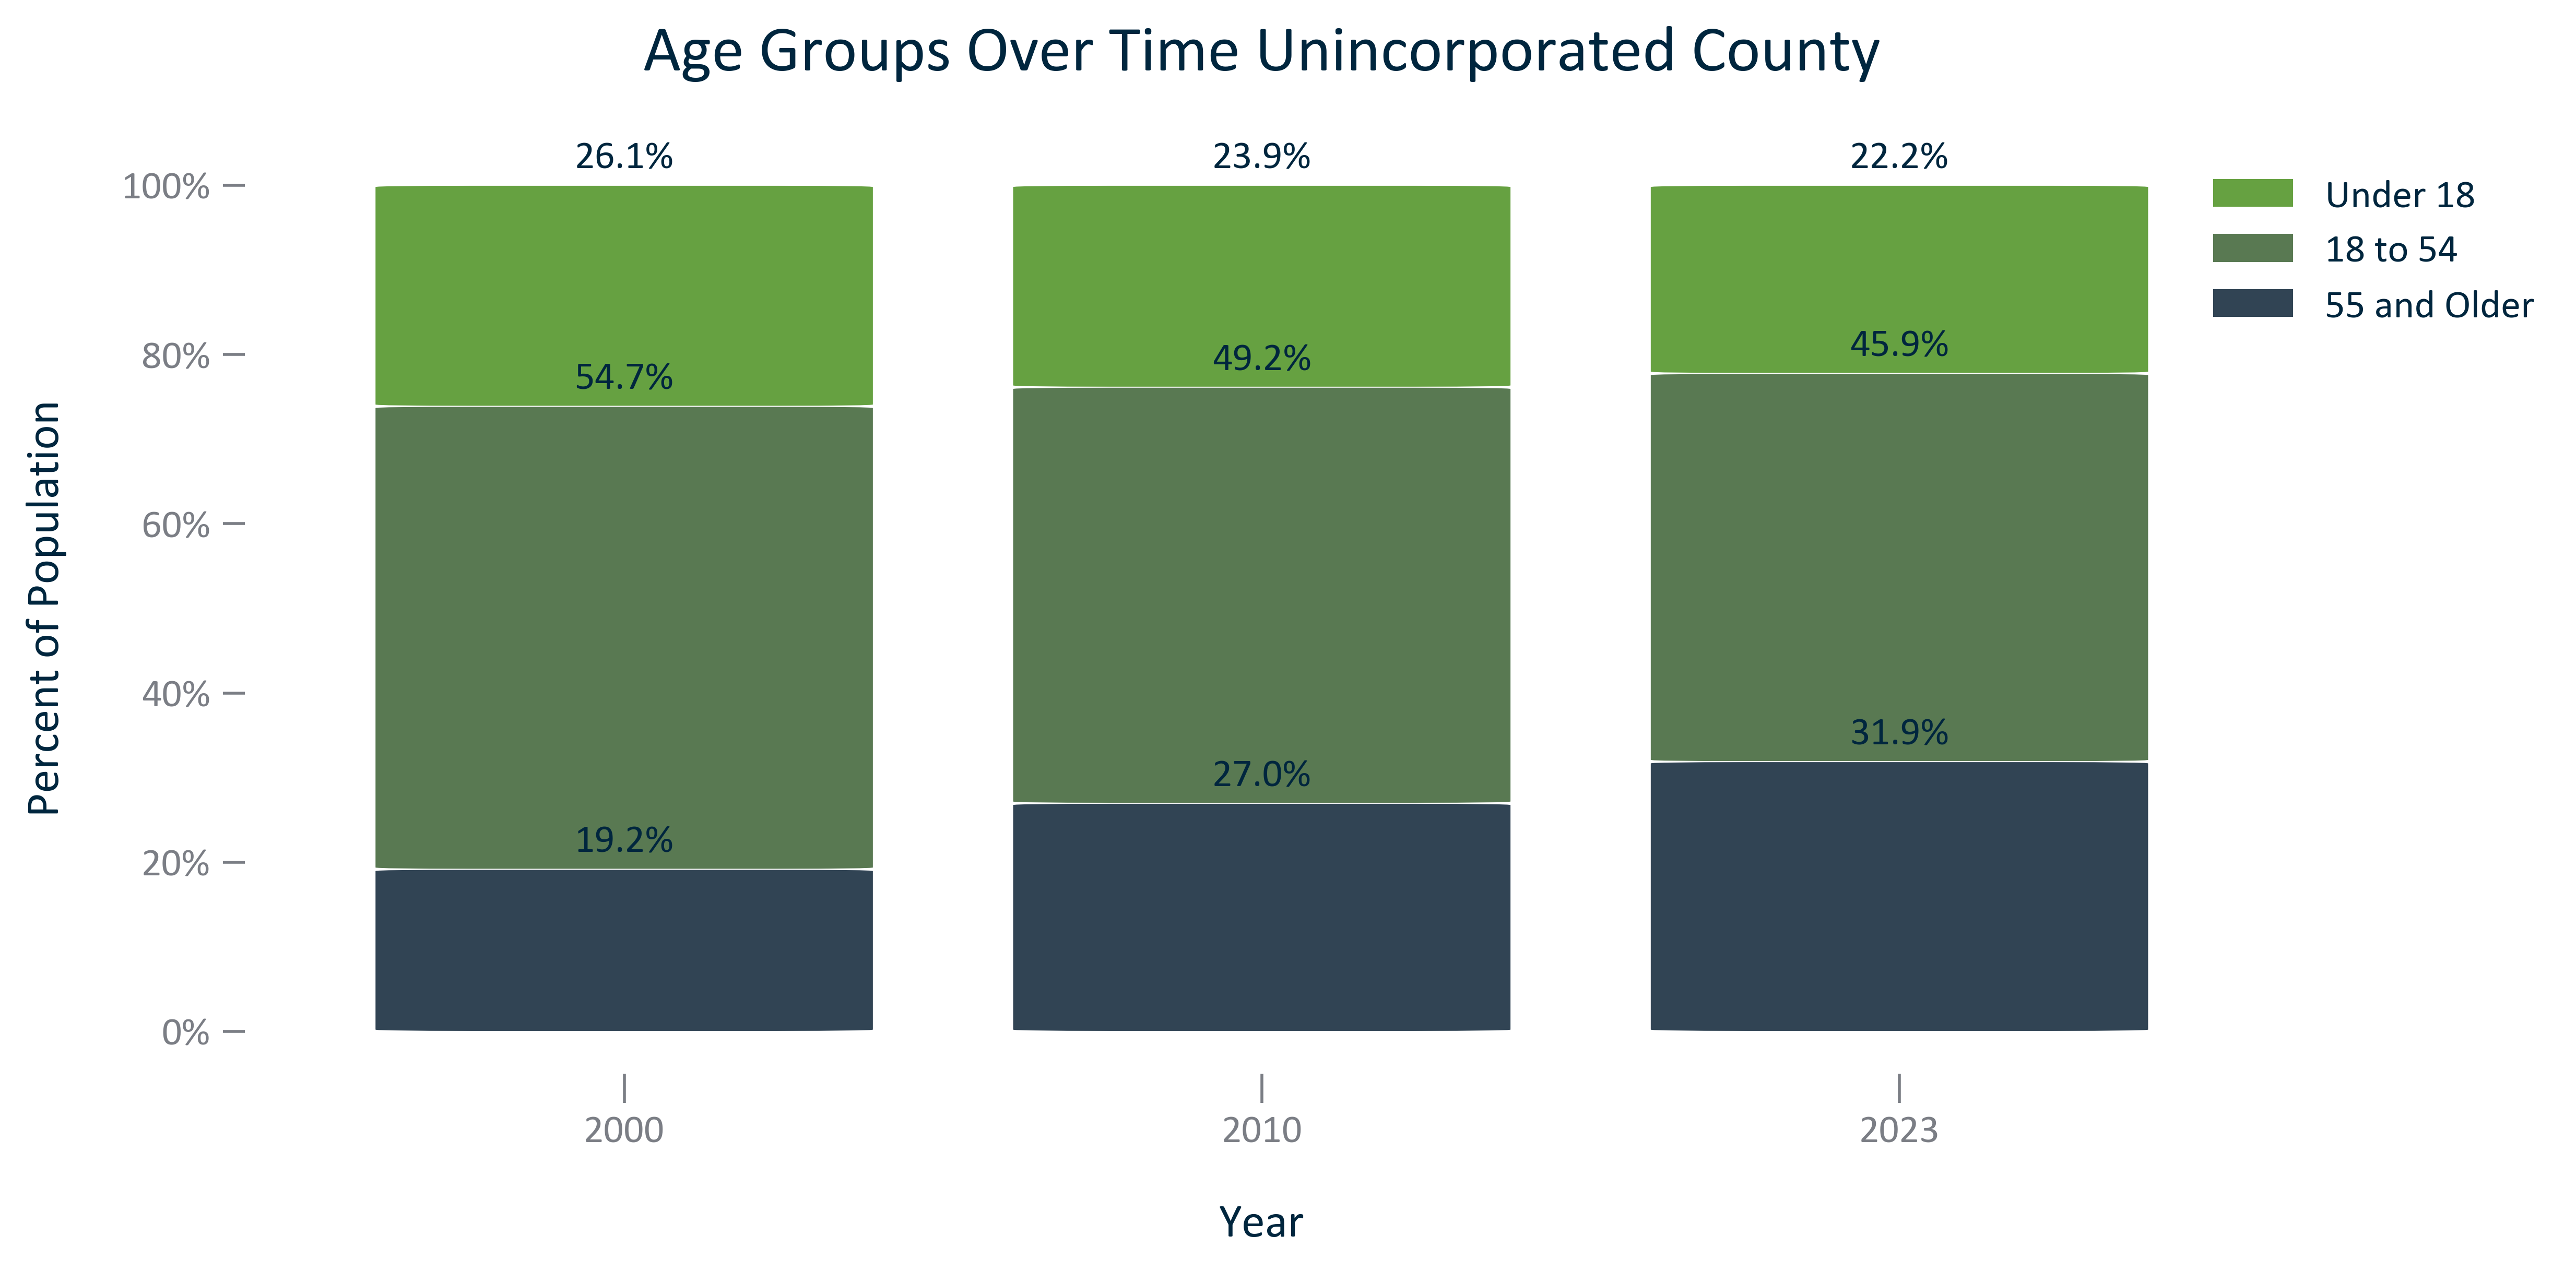 Age Groups Over Time Unincorporated County
26.1% 23.9% 22.2%
100%
Under 18
18 to 54
55 and Older
80%
54.7% 49.2% 45.9%
60%
40%
19.2% 27.0% 31.9%
20%
0%
Percent of Population
2000 2010 2023
Year